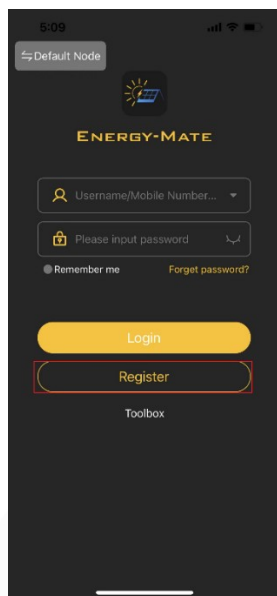 5:09
Default Node
ENERGY-MATE
Username/Mobile Number...
Please input password
Remember me
Forget password?
Login
Register
Toolbox